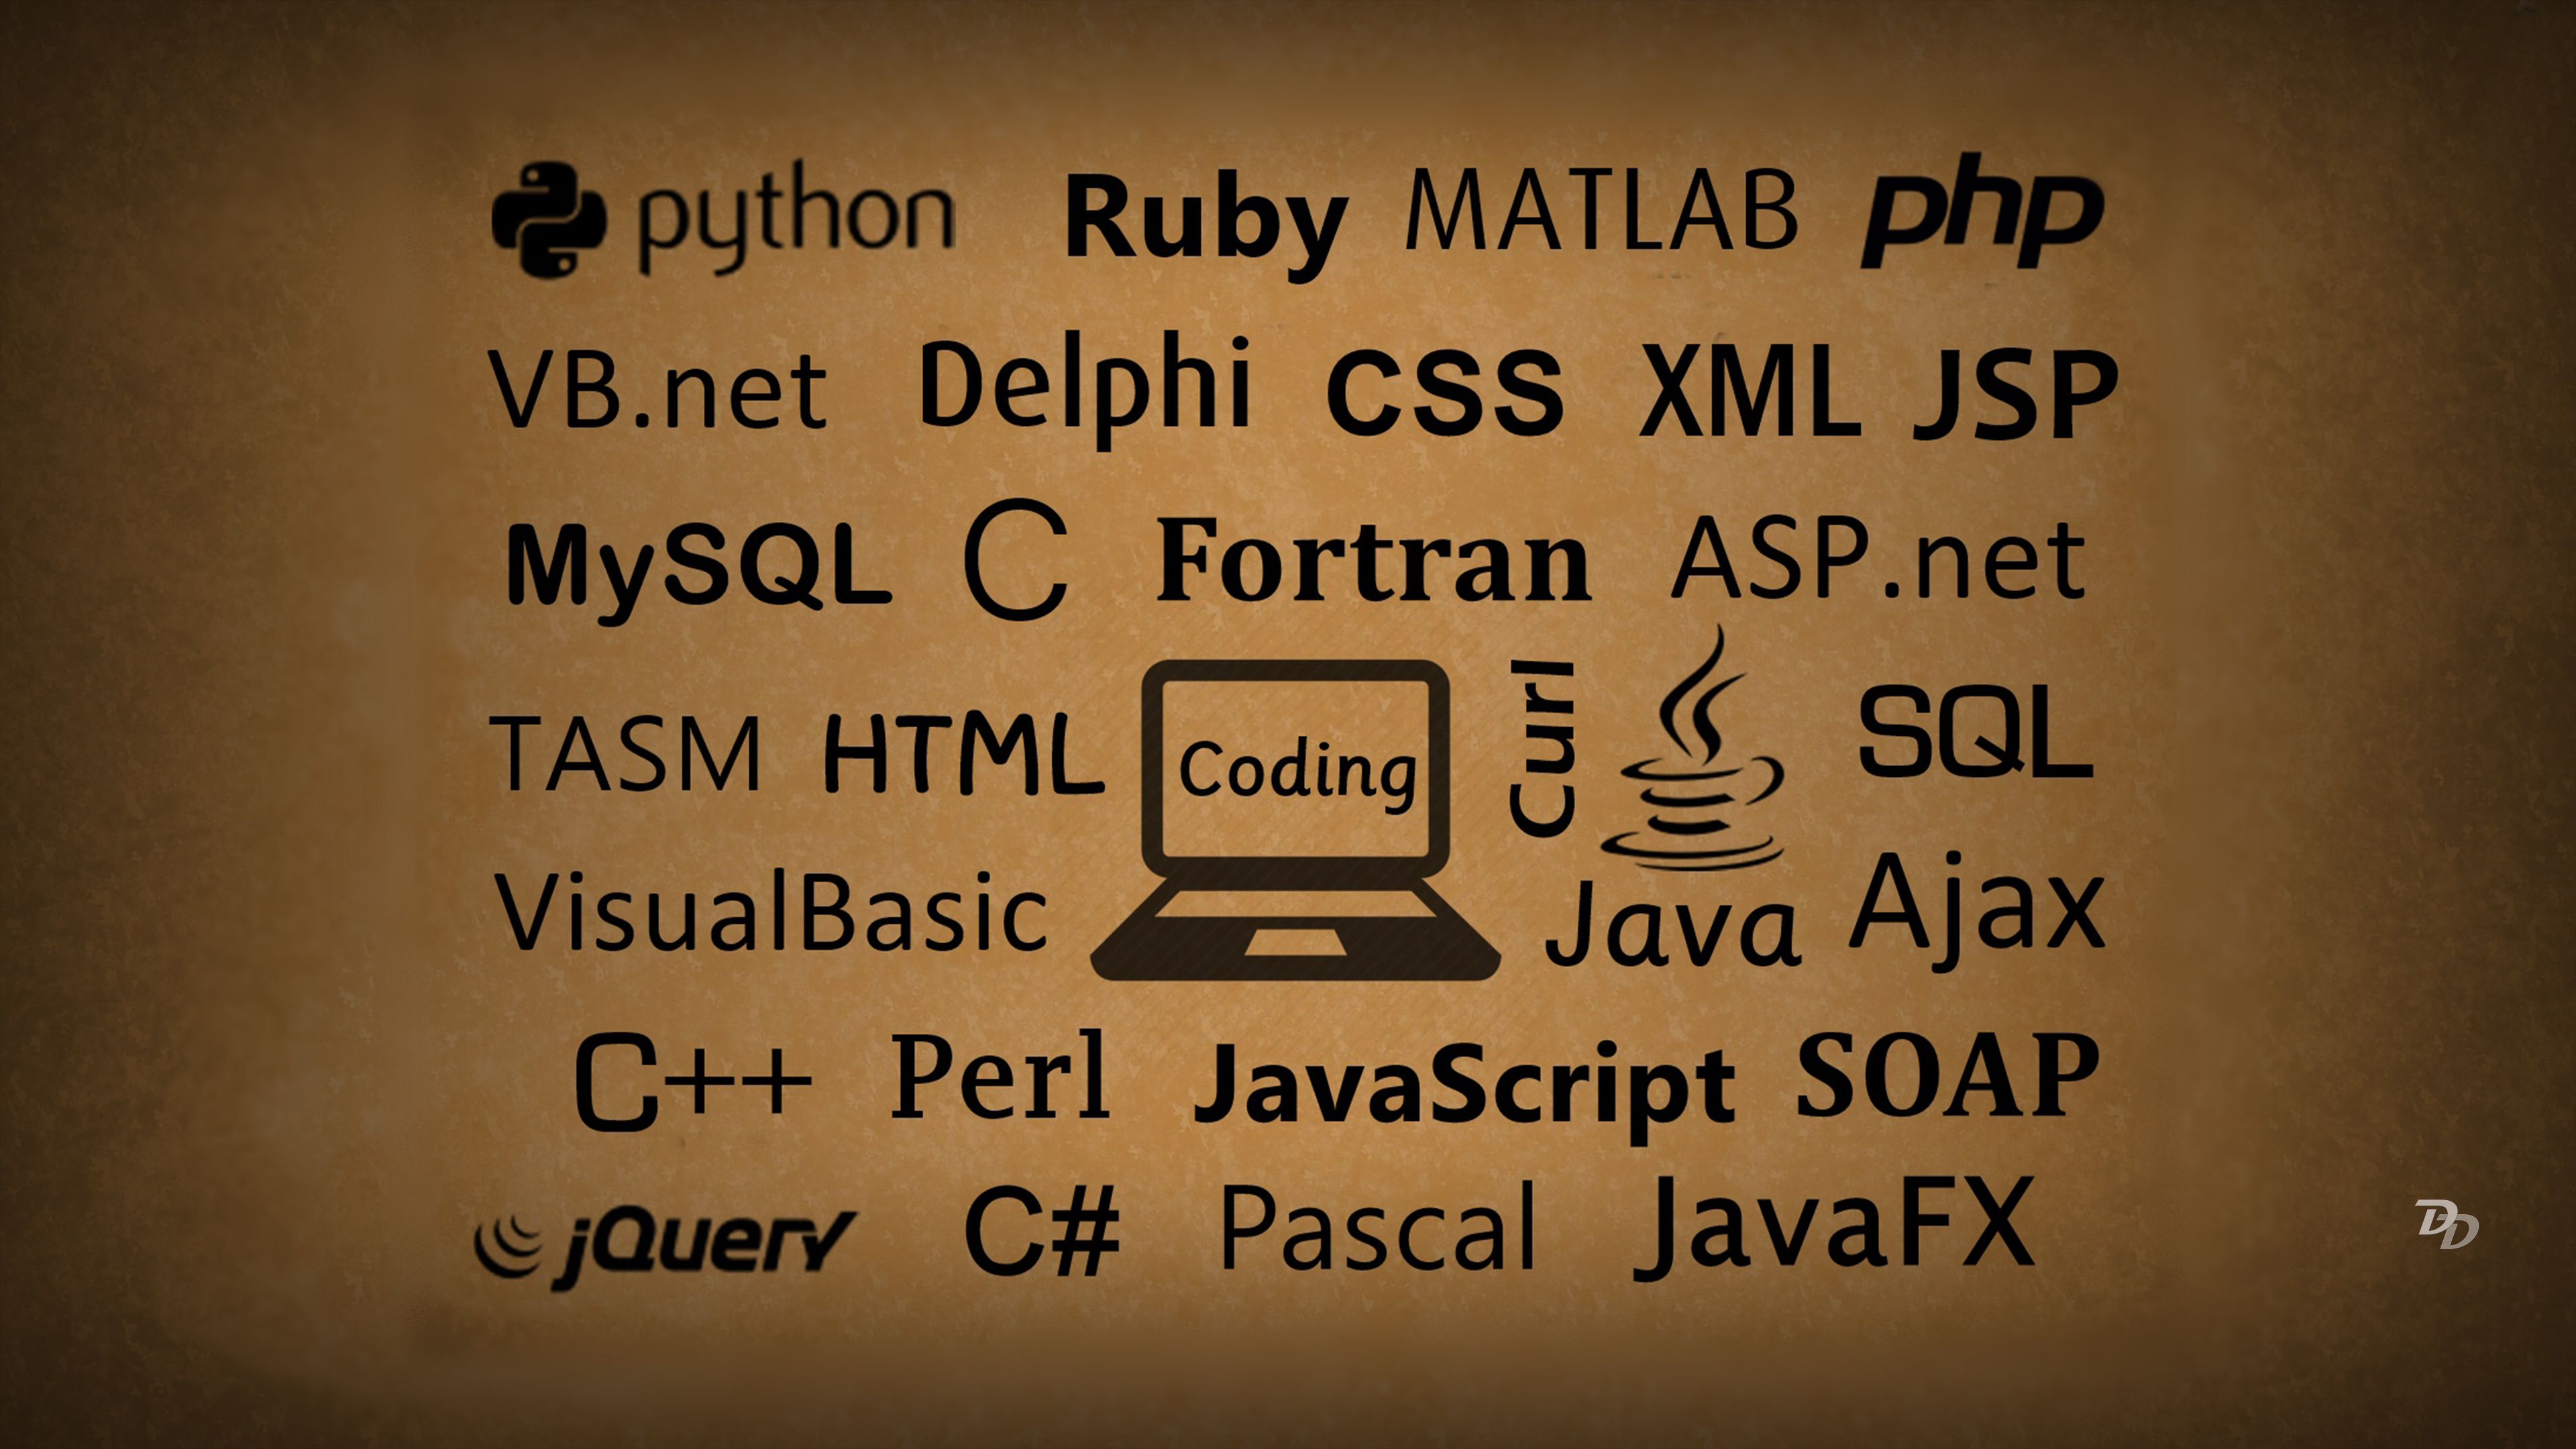 python Ruby MATLAB php
VB.net Delphi CSS XML JSP
MySQL C Fortran ASP.net
TASM HTML Coding Curl SQL
VisualBasic Java Ajax
C++ Perl JavaScript SOAP
jQuery C# Pascal JavaFX
DD